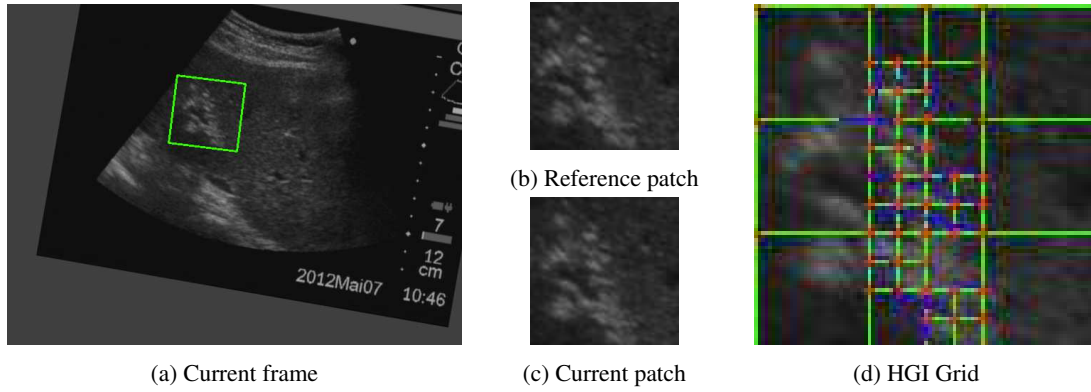 C
C
7
12
cm
2012Mai07
10:46
(b) Reference patch
(a) Current frame
(c) Current patch
(d) HGI Grid